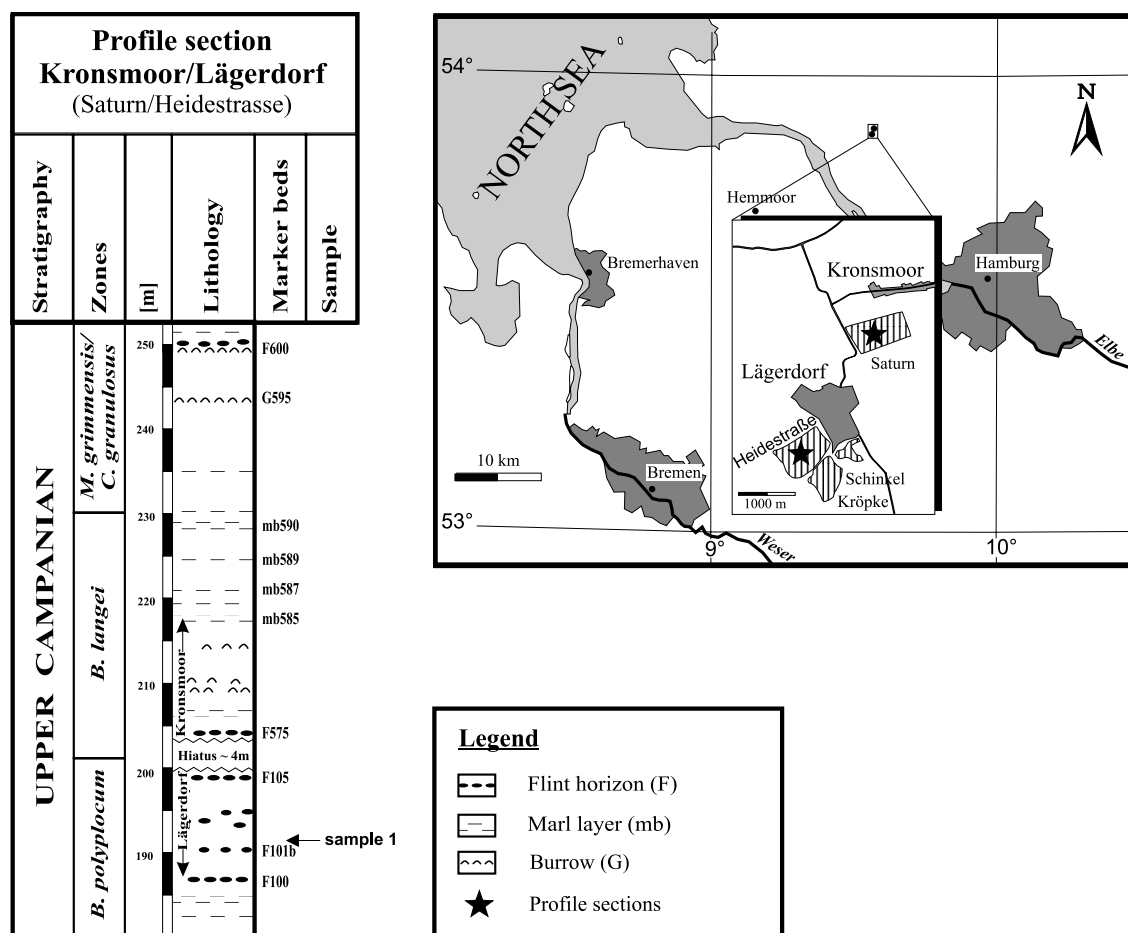 Profile section
Kronsmoor/Lägerdorf
(Saturn/Heidestrasse)
Stratigraphy
Zones
[m]
Lithology
Marker beds
Sample
UPPER CAMPANIAN
M. grimmensis/
C. granulosus
B. langei
B. polyplocum
250
240
230
220
210
200
190
Kronsmoor
Hiatus ~ 4m
Lägerdorf
F600
G595
mb590
mb589
mb587
mb585
F575
F105
F101b
F100
sample 1
54°
53°
9°
10°
NORTH SEA
N
Hemmoor
Bremerhaven
Hamburg
Elbe
Bremen
Weser
10 km
Kronsmoor
Saturn
Lägerdorf
Heidestraße
Schinkel
Kröpke
1000 m
Legend
Flint horizon (F)
Marl layer (mb)
Burrow (G)
Profile sections